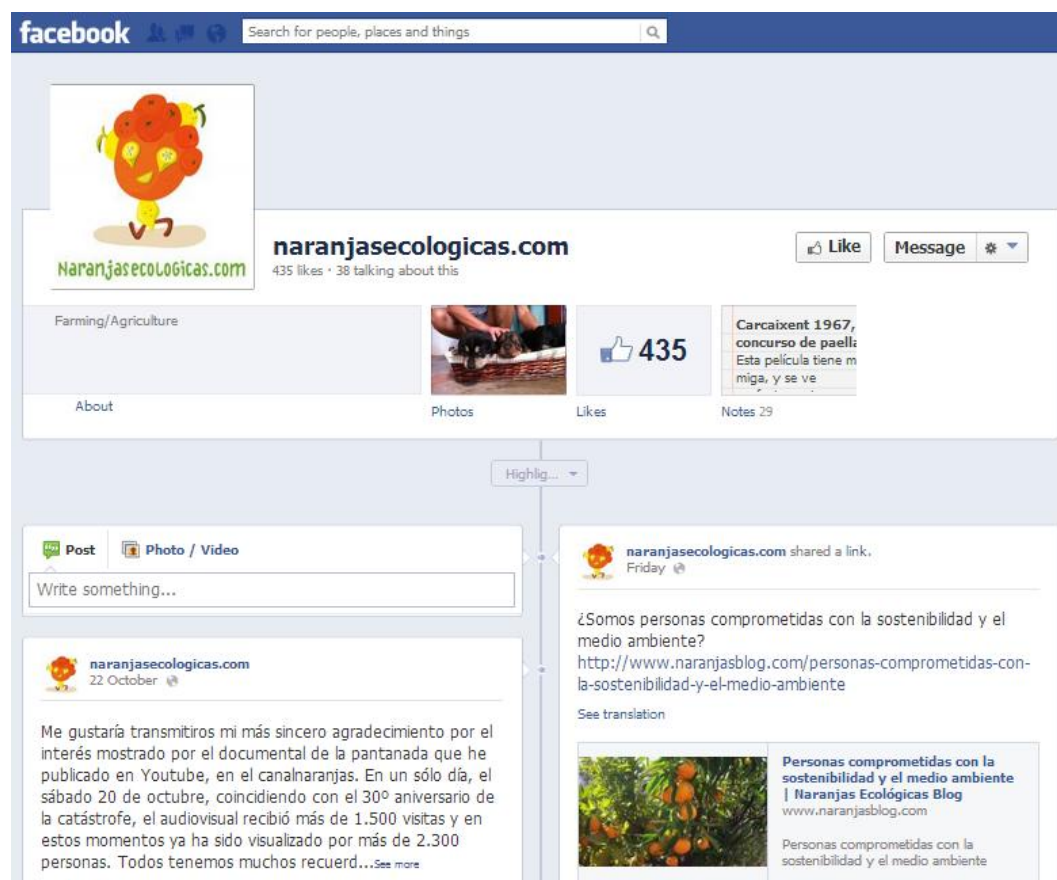 facebook
Search for people, places and things
Naranjasecológicas.com
naranjasecologicas.com
435 likes · 38 talking about this
Like
Message
Farming/Agriculture
About
Photos
435
Likes
Carcaixent 1967,
concurso de paella
Esta película tiene m
miga, y se ve
Notes 29
Highlig...
Post
Photo / Video
Write something...
naranjasecologicas.com
22 October
Me gustaría transmitiros mi más sincero agradecimiento por el
interés mostrado por el documental de la pantanada que he
publicado en Youtube, en el canalnaranjas. En un sólo día, el
sábado 20 de octubre, coincidiendo con el 30º aniversario de
la catástrofe, el audiovisual recibió más de 1.500 visitas y en
estos momentos ya ha sido visualizado por más de 2.300
personas. Todos tenemos muchos recuerd...See more
naranjasecologicas.com shared a link.
Friday
¿Somos personas comprometidas con la sostenibilidad y el
medio ambiente?
http://www.naranjasblog.com/personas-comprometidas-con-
la-sostenibilidad-y-el-medio-ambiente
See translation
Personas comprometidas con la
sostenibilidad y el medio ambiente
| Naranjas Ecológicas Blog
www.naranjasblog.com
Personas comprometidas con la
sostenibilidad y el medio ambiente